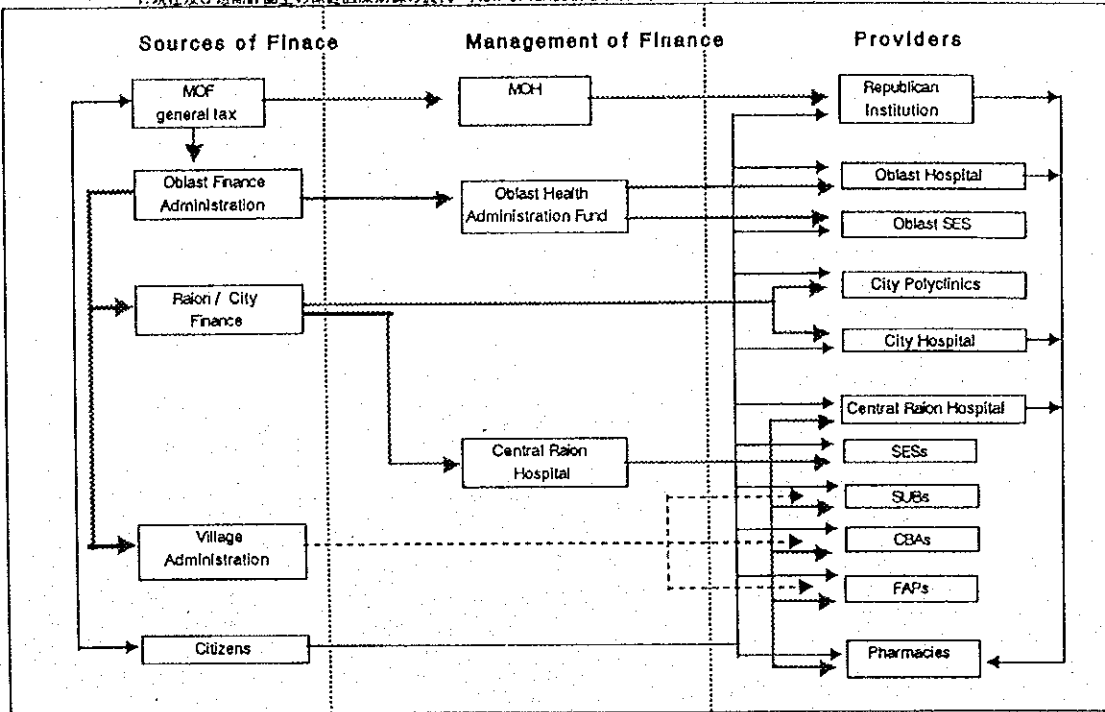 Sources of Finace
Management of Finance
Providers
MOF
general tax
MOH
Republican
Institution
Oblast Finance
Administration
Oblast Health
Administration Fund
Oblast Hospital
Oblast SES
Raion / City
Finance
City Polyclinics
City Hospital
Central Raion Hospital
Central Raion
Hospital
SESs
SUBs
Village
Administration
CBAs
FAPs
Citizens
Pharmacies